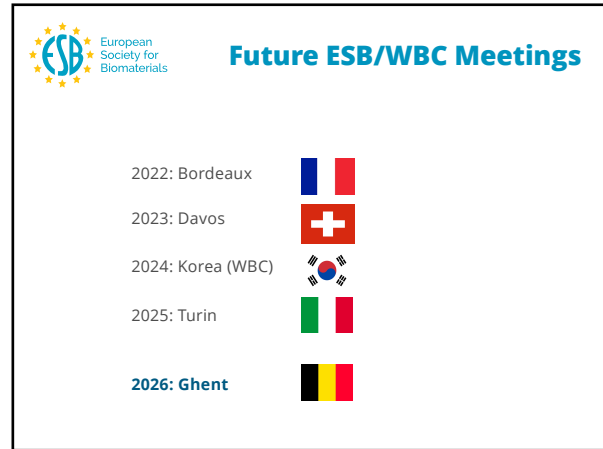 ESB
European
Society for
Biomaterials
Future ESB/WBC Meetings
2022: Bordeaux
2023: Davos
2024: Korea (WBC)
2025: Turin
2026: Ghent